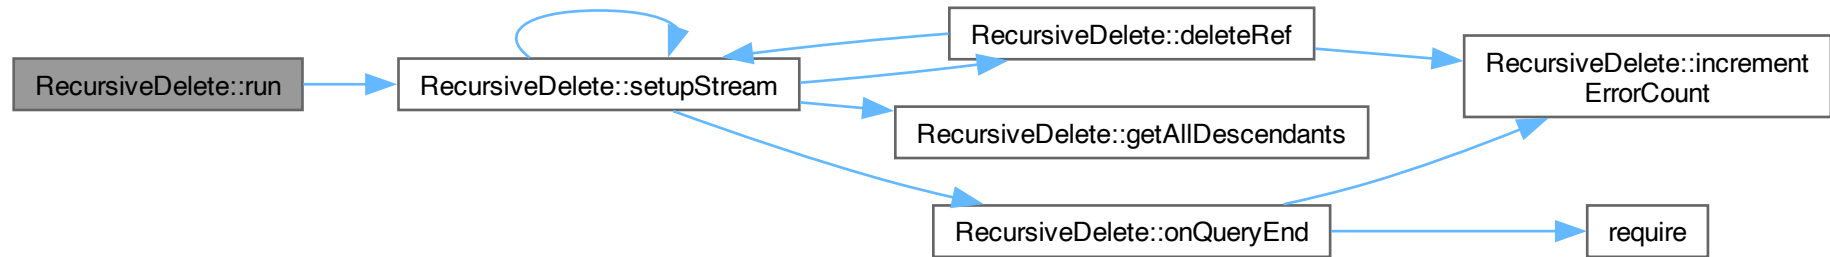 RecursiveDelete::run
RecursiveDelete::setupStream
RecursiveDelete::deleteRef
RecursiveDelete::getAllDescendants
RecursiveDelete::onQueryEnd
RecursiveDelete::increment
ErrorCount
require